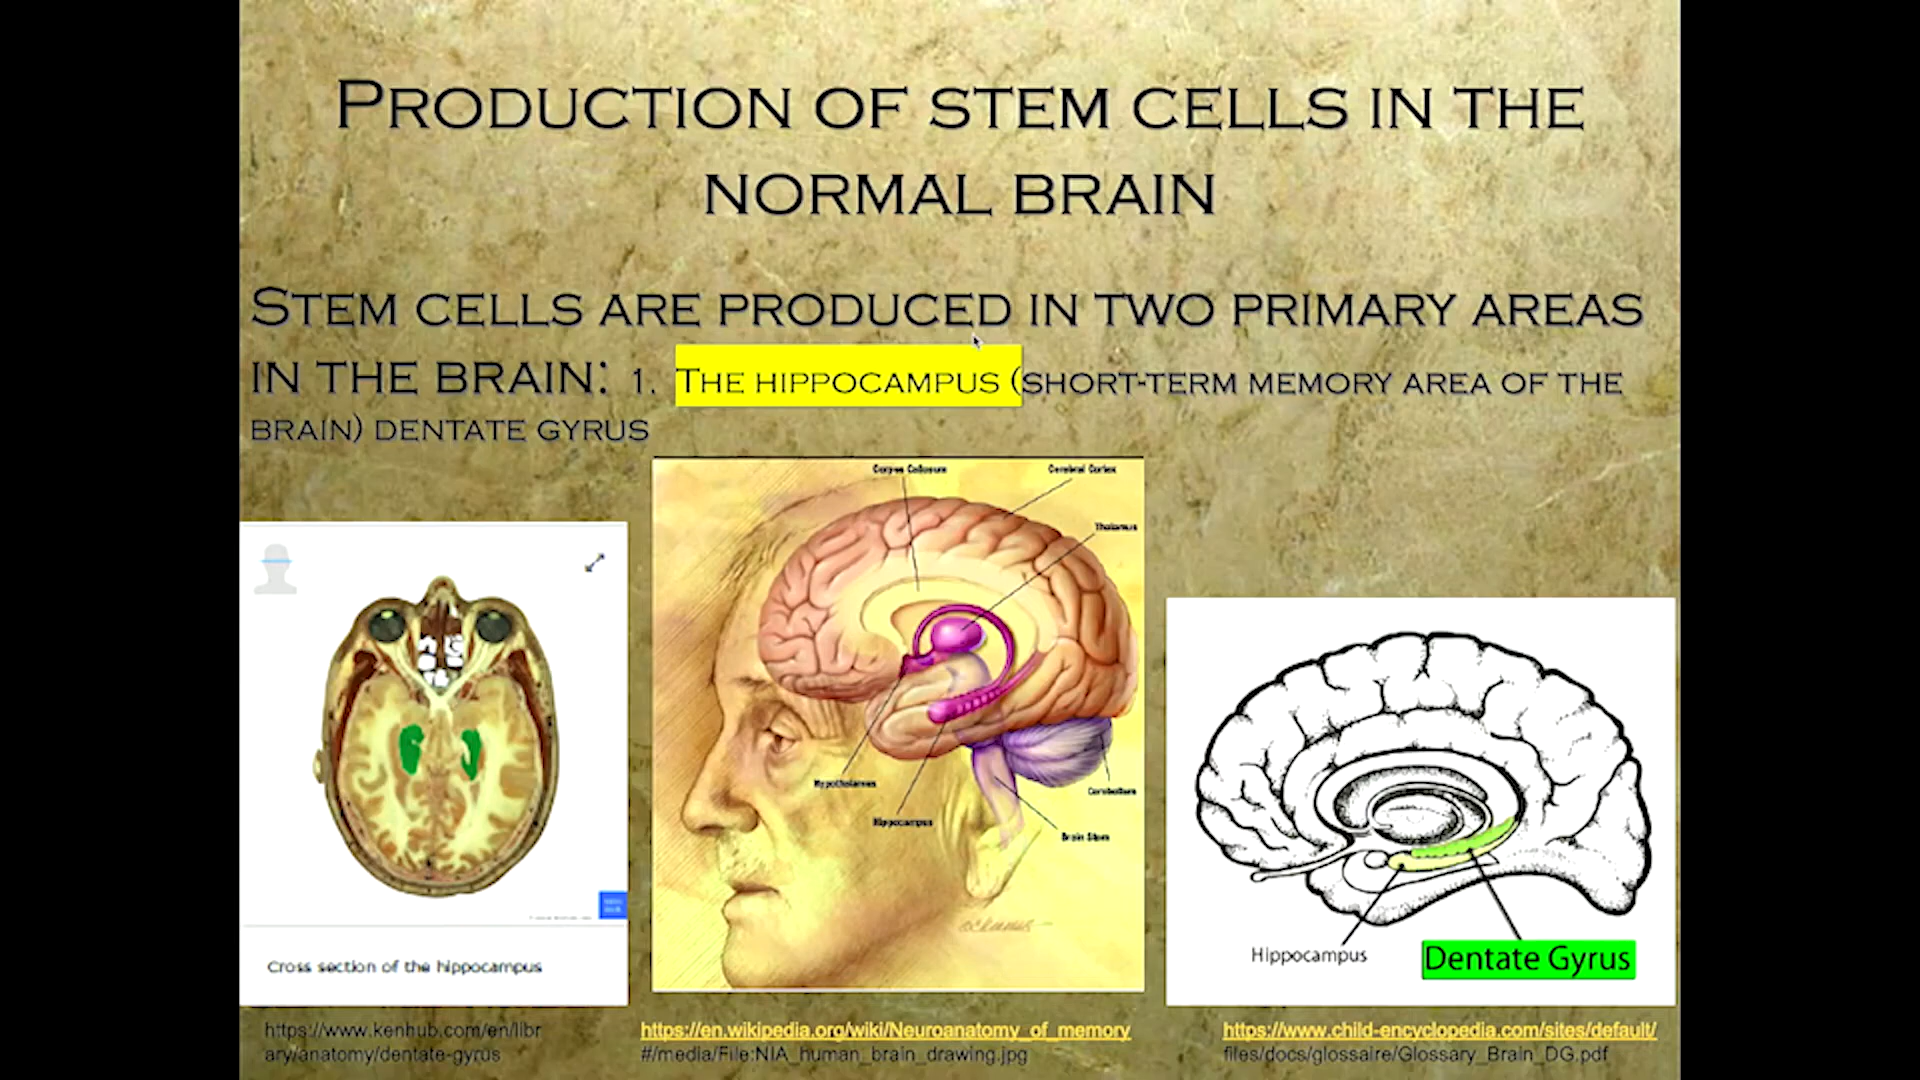 Production of stem cells in the
normal brain
Stem cells are produced in two primary areas
in the brain: 1. The hippocampus (short-term memory area of the
brain) dentate gyrus
Corpus Callosum
Cerebral Cortex
Thalamus
Hypothalamus
Hippocampus
Cerebellum
Brain Stem
Cross section of the hippocampus
Hippocampus
Dentate Gyrus
https://www.kenhub.com/en/libr
ary/anatomy/dentate-gyrus
https://en.wikipedia.org/wiki/Neuroanatomy_of_memory
#/media/File:NIA_human_brain_drawing.jpg
https://www.child-encyclopedia.com/sites/default/
files/docs/glossaire/Glossary_Brain_DG.pdf